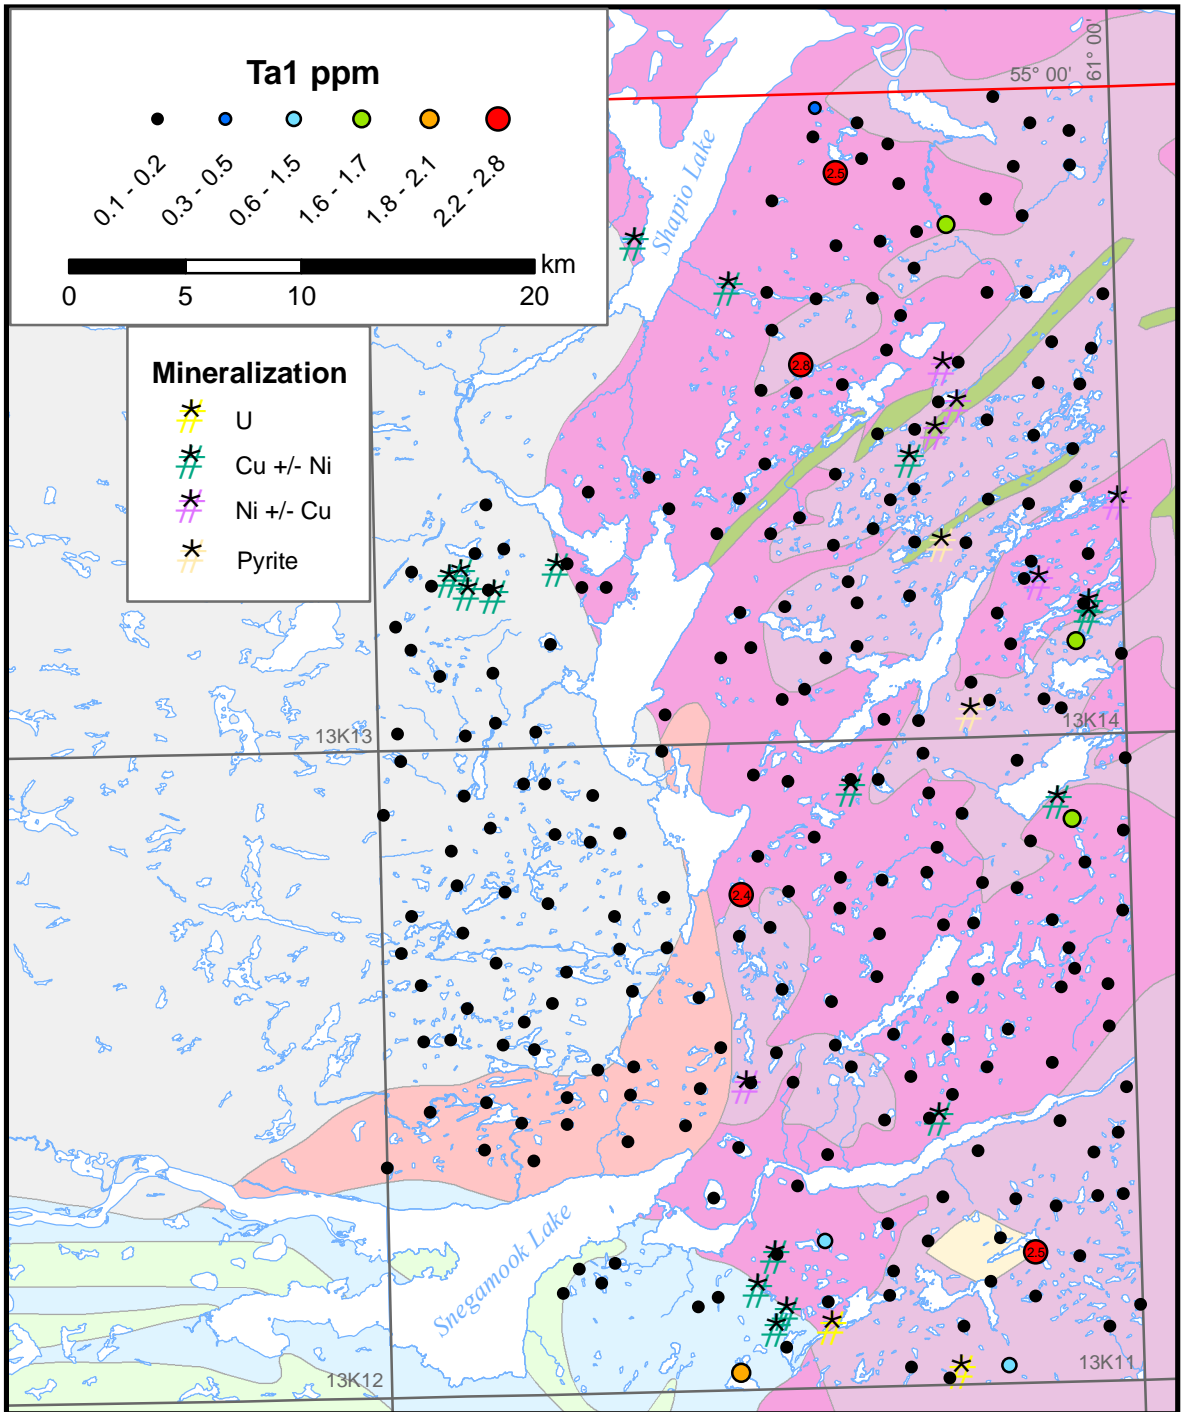 Ta1 ppm
0.1 - 0.2
0.3 - 0.5
0.6 - 1.5
1.6 - 1.7
1.8 - 2.1
2.2 - 2.8
km
0 5 10 20
Mineralization
U
Cu +/- Ni
Ni +/- Cu
Pyrite
55° 00'
61° 00'
Shapio Lake
2.5
2.8
13K13
13K14
2.4
Snegamook Lake
2.5
13K12
13K11